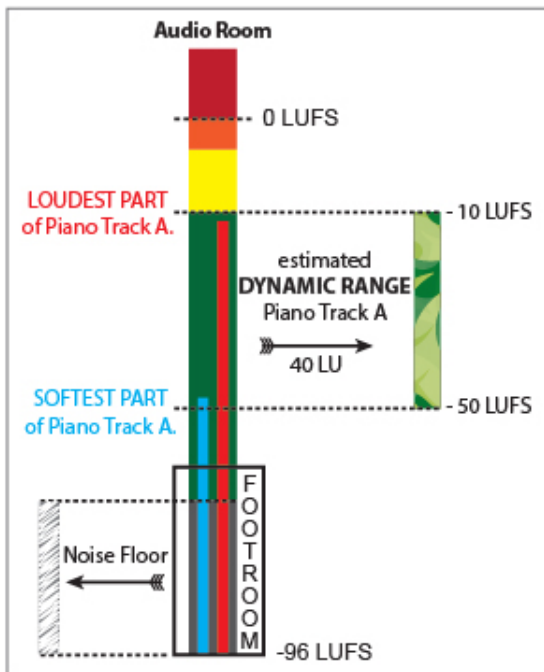 Audio Room
0 LUFS
LOUDEST PART
of Piano Track A.
- 10 LUFS
estimated
DYNAMIC RANGE
Piano Track A
40 LU
SOFTEST PART
of Piano Track A.
- 50 LUFS
FOOTROOM
Noise Floor
-96 LUFS